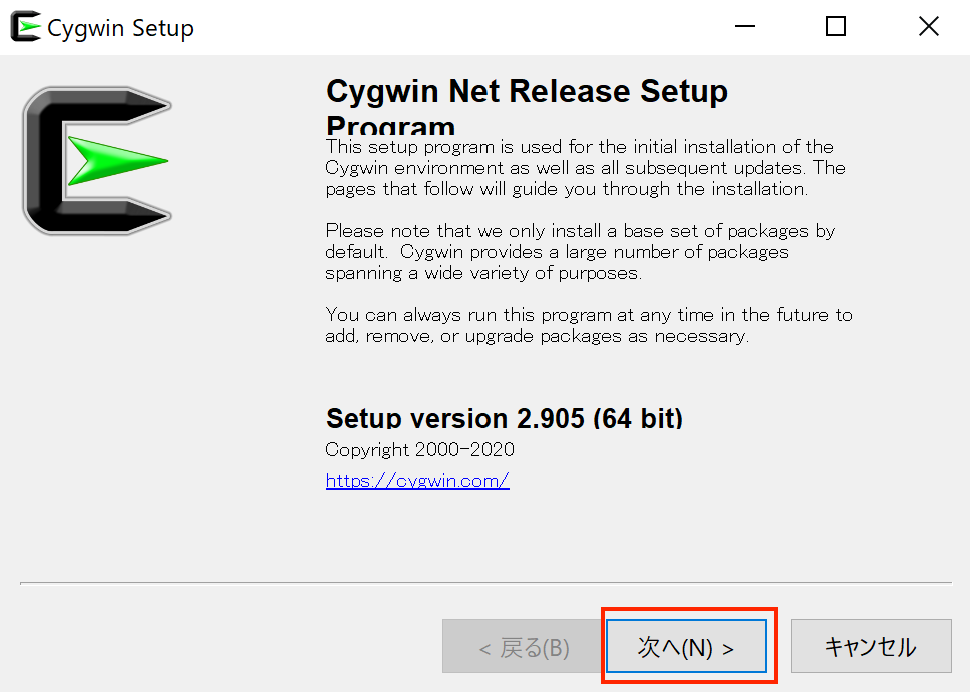 Cygwin Setup
Cygwin Net Release Setup
Program
This setup program is used for the initial installation of the
Cygwin environment as well as all subsequent updates. The
pages that follow will guide you through the installation.
Please note that we only install a base set of packages by
default. Cygwin provides a large number of packages
spanning a wide variety of purposes.
You can always run this program at any time in the future to
add, remove, or upgrade packages as necessary.
Setup version 2.905 (64 bit)
Copyright 2000-2020
https://cygwin.com/
< 戻る(B)
次へ(N) >
キャンセル